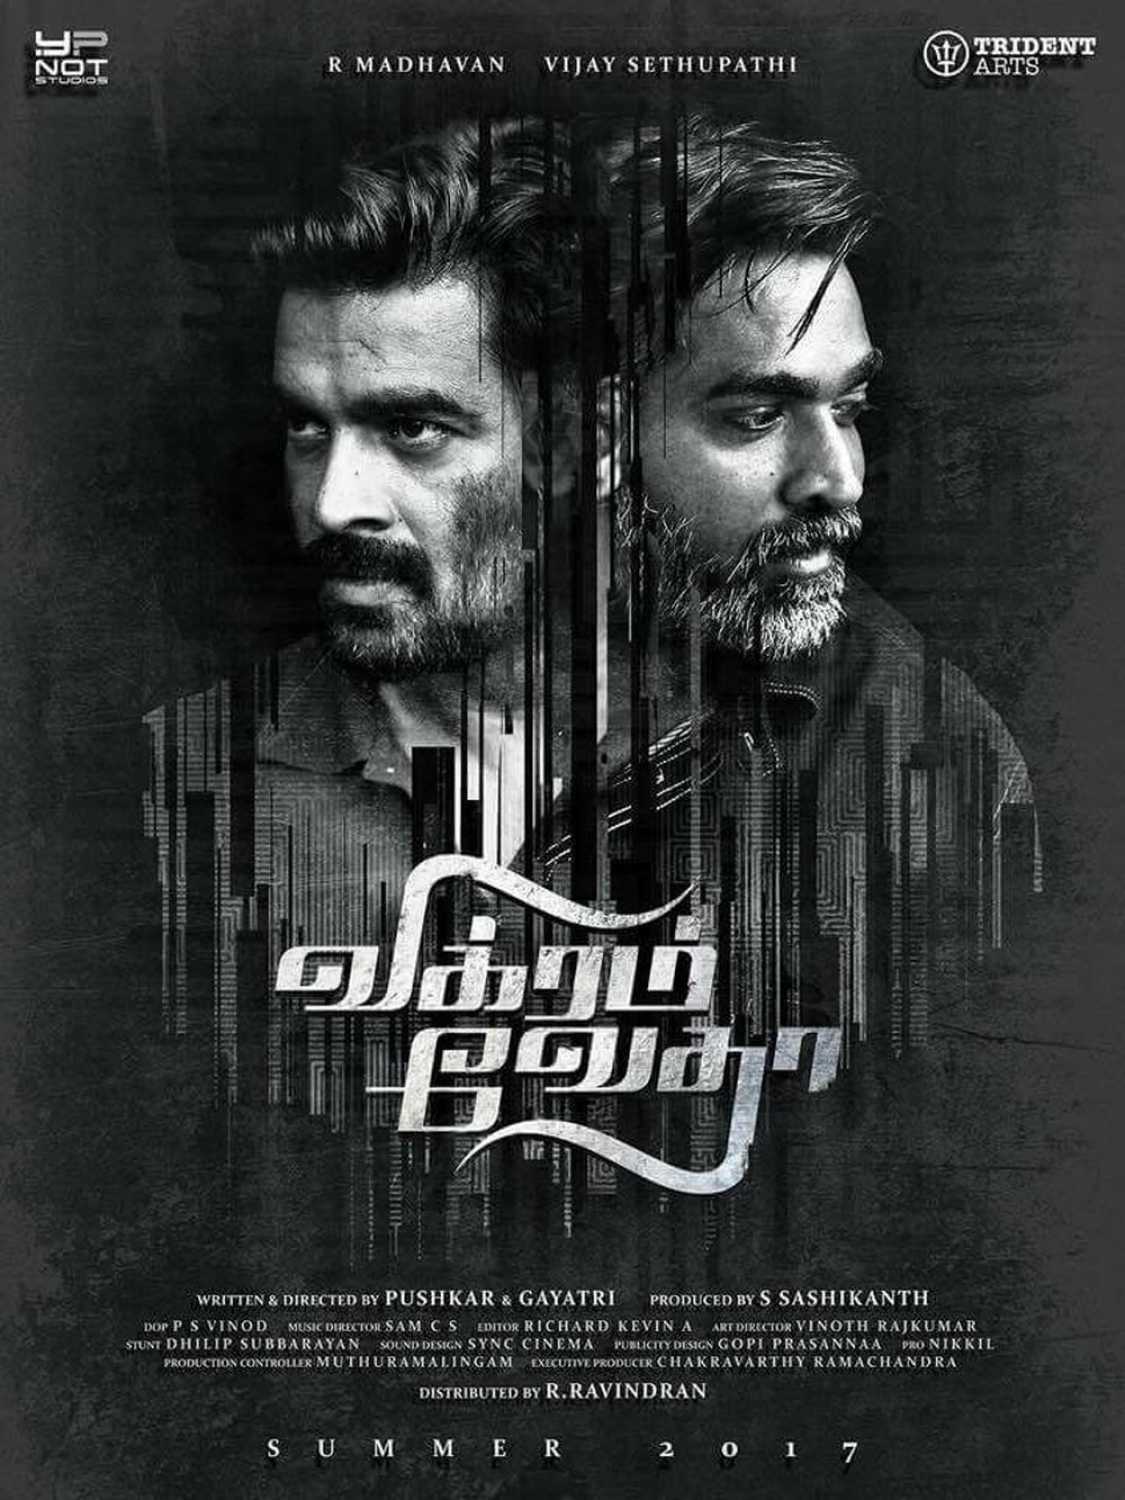 YP
NOT
STUDIOS
R MADHAVAN VIJAY SETHUPATHI
TRIDENT
ARTS
விக்ரம்
வேதா
WRITTEN & DIRECTED BY PUSHKAR & GAYATRI PRODUCED BY S SASHIKANTH
DOP P S VINOD MUSIC DIRECTOR SAM C S EDITOR RICHARD KEVIN A ART DIRECTOR VINOTH RAJKUMAR
STUNT DHILIP SUBBARAYAN SOUND DESIGN SYNC CINEMA PUBLICITY DESIGN GOPI PRASANNAA PRO NIKKIL
PRODUCTION CONTROLLER MUTHURAMALINGAM EXECUTIVE PRODUCER CHAKRAVARTHY RAMACHANDRA
DISTRIBUTED BY R.RAVINDRAN
SUMMER 2017